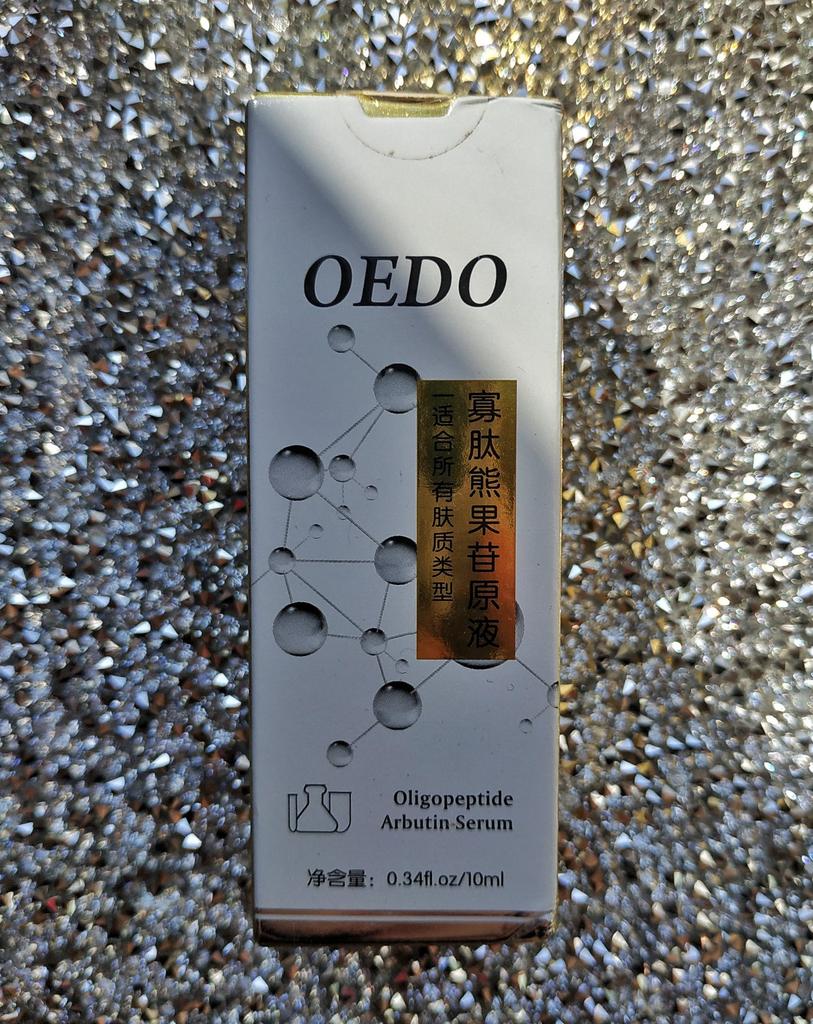 OEDO
寡肽熊果苷原液
—适合所有肤质类型
Oligopeptide
Arbutin Serum
净含量：0.34fl.oz/10ml